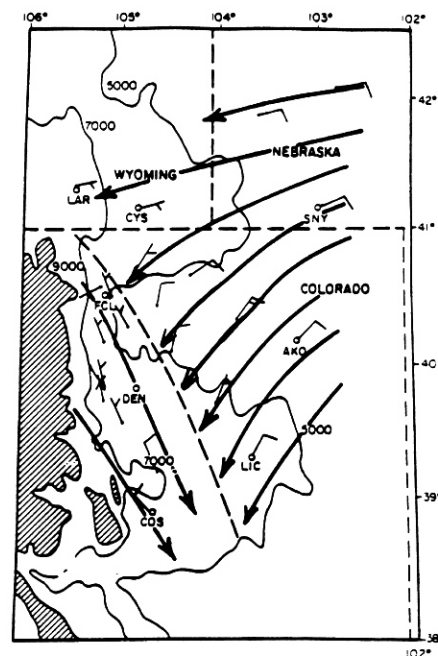 106° 105° 104° 103° 102°
5000
42°
7000
NEBRASKA
WYOMING
LAR
CYS
SNY
41°
9000
COLORADO
FCL
AKO
40°
DEN
5000
7000
LIC
39°
COS
38
102°